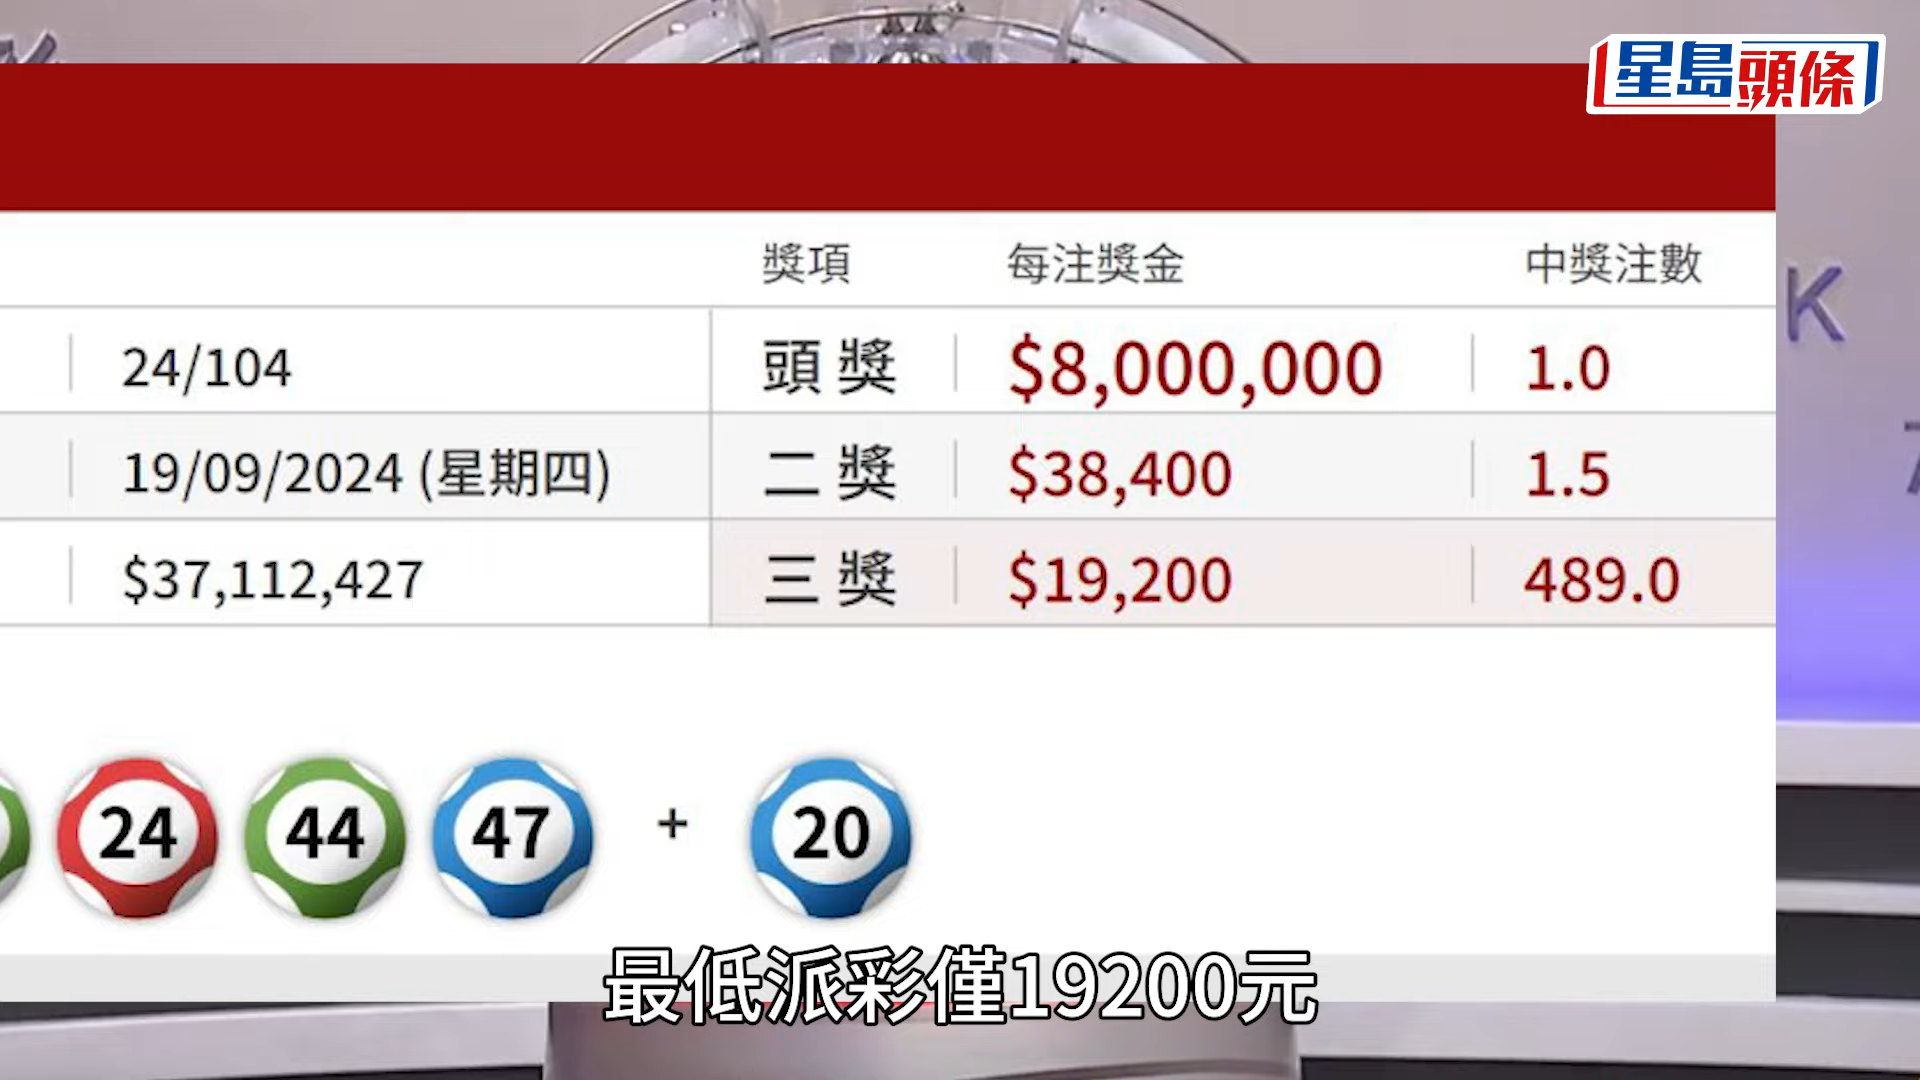 星島頭條
獎項 每注獎金 中獎注數
24/104 頭獎 $8,000,000 1.0
19/09/2024 (星期四) 二獎 $38,400 1.5
$37,112,427 三獎 $19,200 489.0
24 44 47 + 20
K
7
最低派彩僅19200元